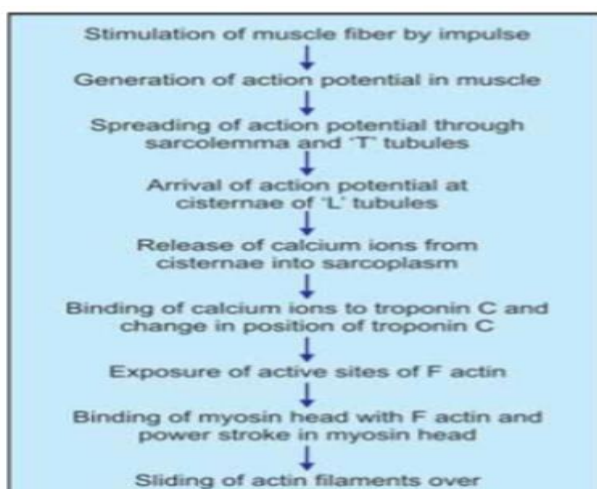 Stimulation of muscle fiber by impulse
Generation of action potential in muscle
Spreading of action potential through
sarcolemma and 'T' tubules
Arrival of action potential at
cisternae of 'L' tubules
Release of calcium ions from
cisternae into sarcoplasm
Binding of calcium ions to troponin C and
change in position of troponin C
Exposure of active sites of F actin
Binding of myosin head with F actin and
power stroke in myosin head
Sliding of actin filaments over